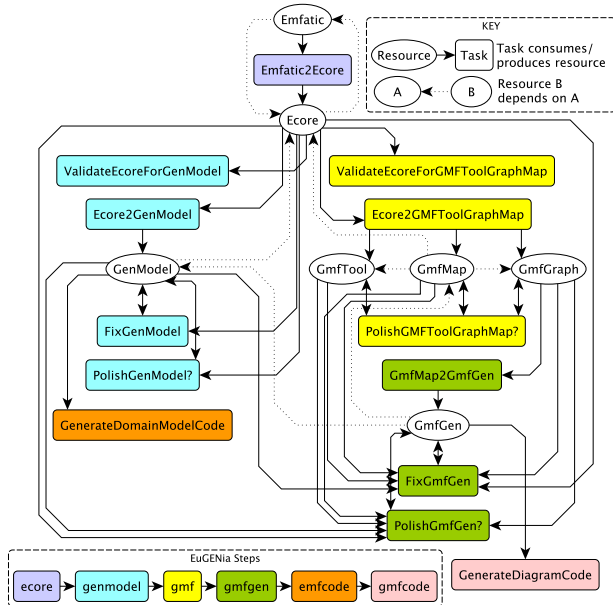 Emfatic
KEY
Resource
Task
Task consumes/
produces resource
A
B
Resource B
depends on A
Emfatic2Ecore
Ecore
ValidateEcoreForGenModel
ValidateEcoreForGMFToolGraphMap
Ecore2GenModel
Ecore2GMFToolGraphMap
GenModel
GmfTool
GmfMap
GmfGraph
FixGenModel
PolishGMFToolGraphMap?
PolishGenModel?
GmfMap2GmfGen
GenerateDomainModelCode
GmfGen
FixGmfGen
PolishGmfGen?
GenerateDiagramCode
EuGENia Steps
ecore
genmodel
gmf
gmfgen
emfcode
gmfcode